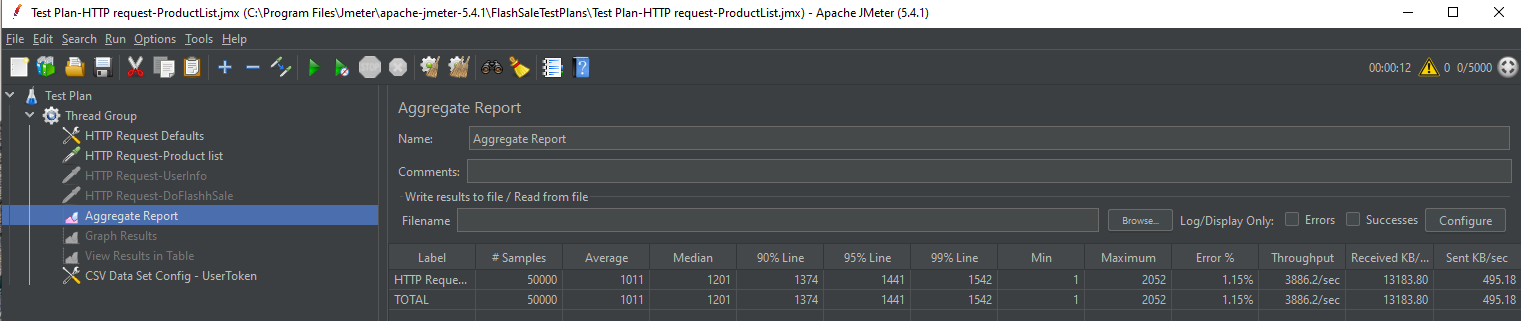 Test Plan-HTTP request-ProductList.jmx (C:\Program Files\Jmeter\apache-jmeter-5.4.1\FlashSaleTestPlans\Test Plan-HTTP request-ProductList.jmx) - Apache JMeter (5.4.1)
File Edit Search Run Options Tools Help
STOP 00:00:12 0 0/5000
Test Plan
Thread Group
HTTP Request Defaults
HTTP Request-Product list
HTTP Request-UserInfo
HTTP Request-DoFlashhSale
Aggregate Report
Graph Results
View Results in Table
CSV Data Set Config - UserToken
Aggregate Report
Name: Aggregate Report
Comments:
Write results to file / Read from file
Filename Browse... Log/Display Only: Errors Successes Configure
Label # Samples Average Median 90% Line 95% Line 99% Line Min Maximum Error % Throughput Received KB/... Sent KB/sec
HTTP Reque... 50000 1011 1201 1374 1441 1542 1 2052 1.15% 3886.2/sec 13183.80 495.18
TOTAL 50000 1011 1201 1374 1441 1542 1 2052 1.15% 3886.2/sec 13183.80 495.18